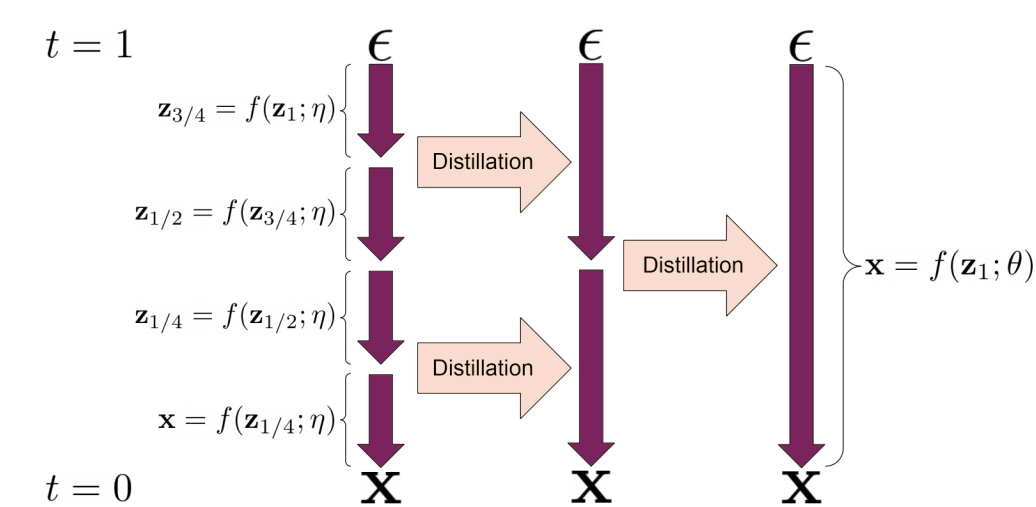 t = 1
ϵ
ϵ
ϵ
z_{3/4} = f(z_1; η)
Distillation
z_{1/2} = f(z_{3/4}; η)
Distillation
x = f(z_1; θ)
z_{1/4} = f(z_{1/2}; η)
Distillation
x = f(z_{1/4}; η)
t = 0
x
x
x